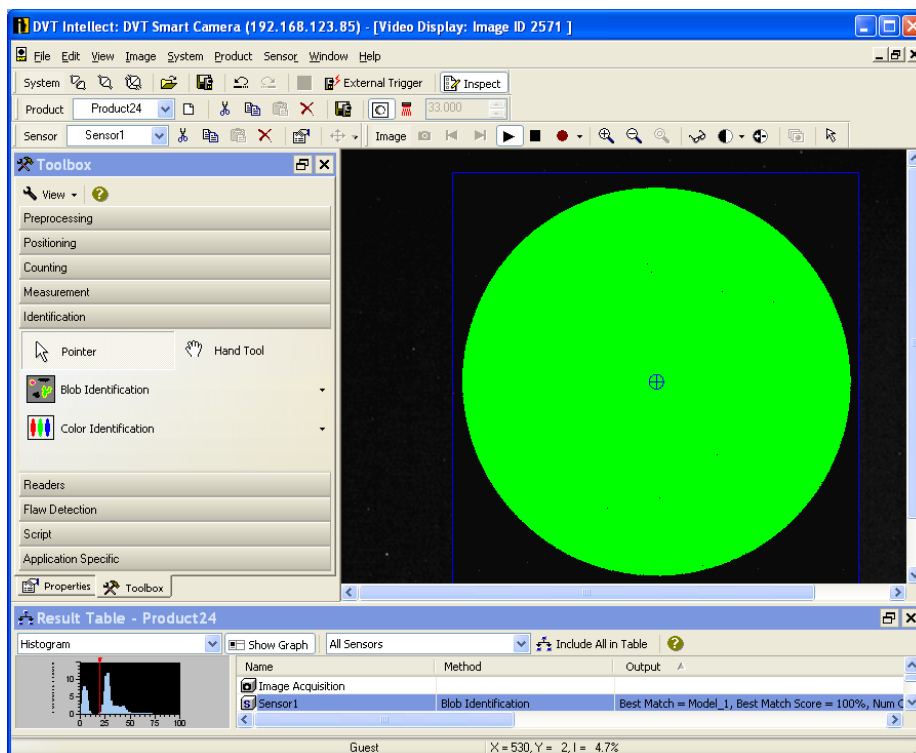 DVT Intellect: DVT Smart Camera (192.168.123.85) - [Video Display: Image ID 2571 ]
File Edit View Image System Product Sensor Window Help
System External Trigger Inspect
Product Product24 33.000
Sensor Sensor1 Image
Toolbox
View
Preprocessing
Positioning
Counting
Measurement
Identification
Pointer Hand Tool
Blob Identification
Color Identification
Readers
Flaw Detection
Script
Application Specific
Properties Toolbox
Result Table - Product24
Histogram Show Graph All Sensors Include All in Table
Name Method Output
Image Acquisition
S Sensor1 Blob Identification Best Match = Model_1, Best Match Score = 100%, Num C
15
10
5
0
0 25 50 75 100
Guest X = 530, Y = 2, I = 4.7%